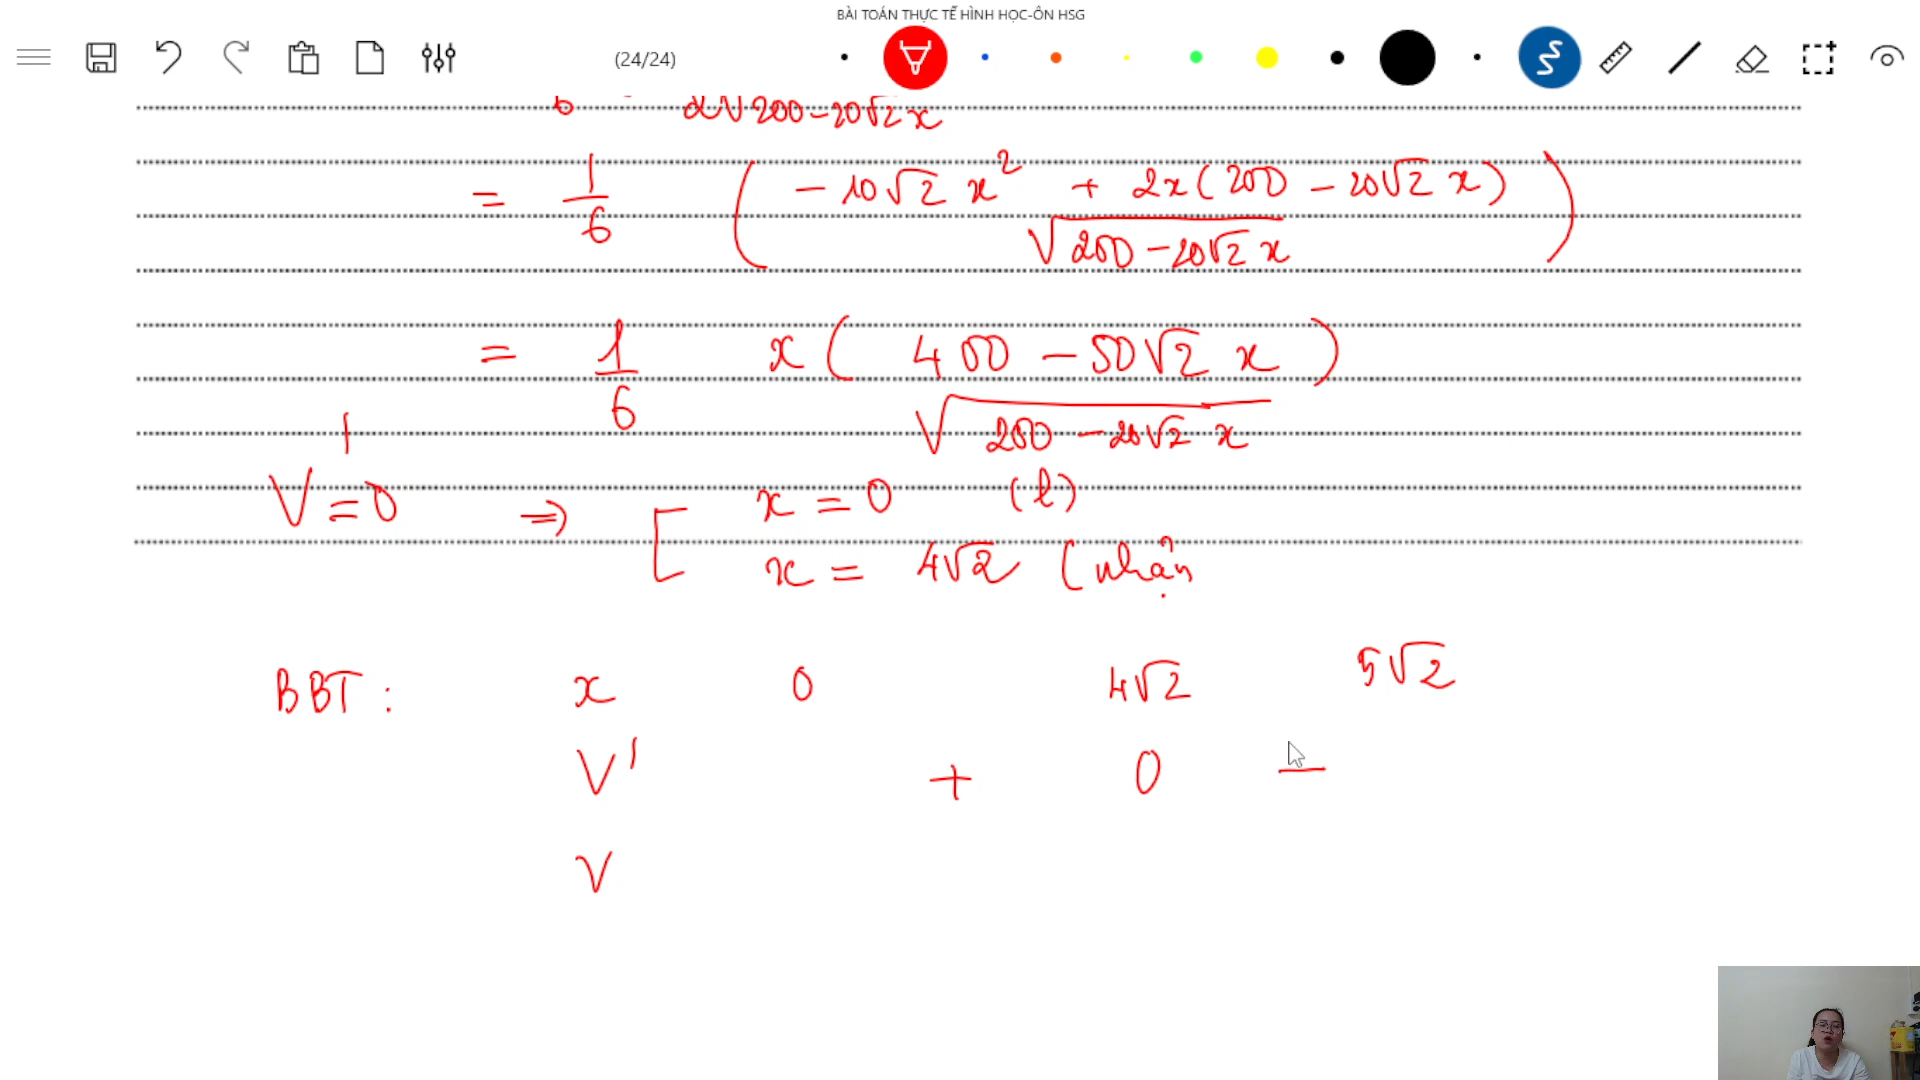 BÀI TOÁN THỰC TẾ HÌNH HỌC-ÔN HSG
(24/24)
6 2√200-20√2x
= 1/6 ( (-10√2 x² + 2x(200 - 20√2 x)) / √200-20√2 x )
= 1/6 x( 400 - 50√2 x ) / √200-20√2 x
V' = 0 ⇒ [ x = 0 (l)
x = 4√2 (nhận
BBT : x 0 4√2 5√2
V' + 0 -
V